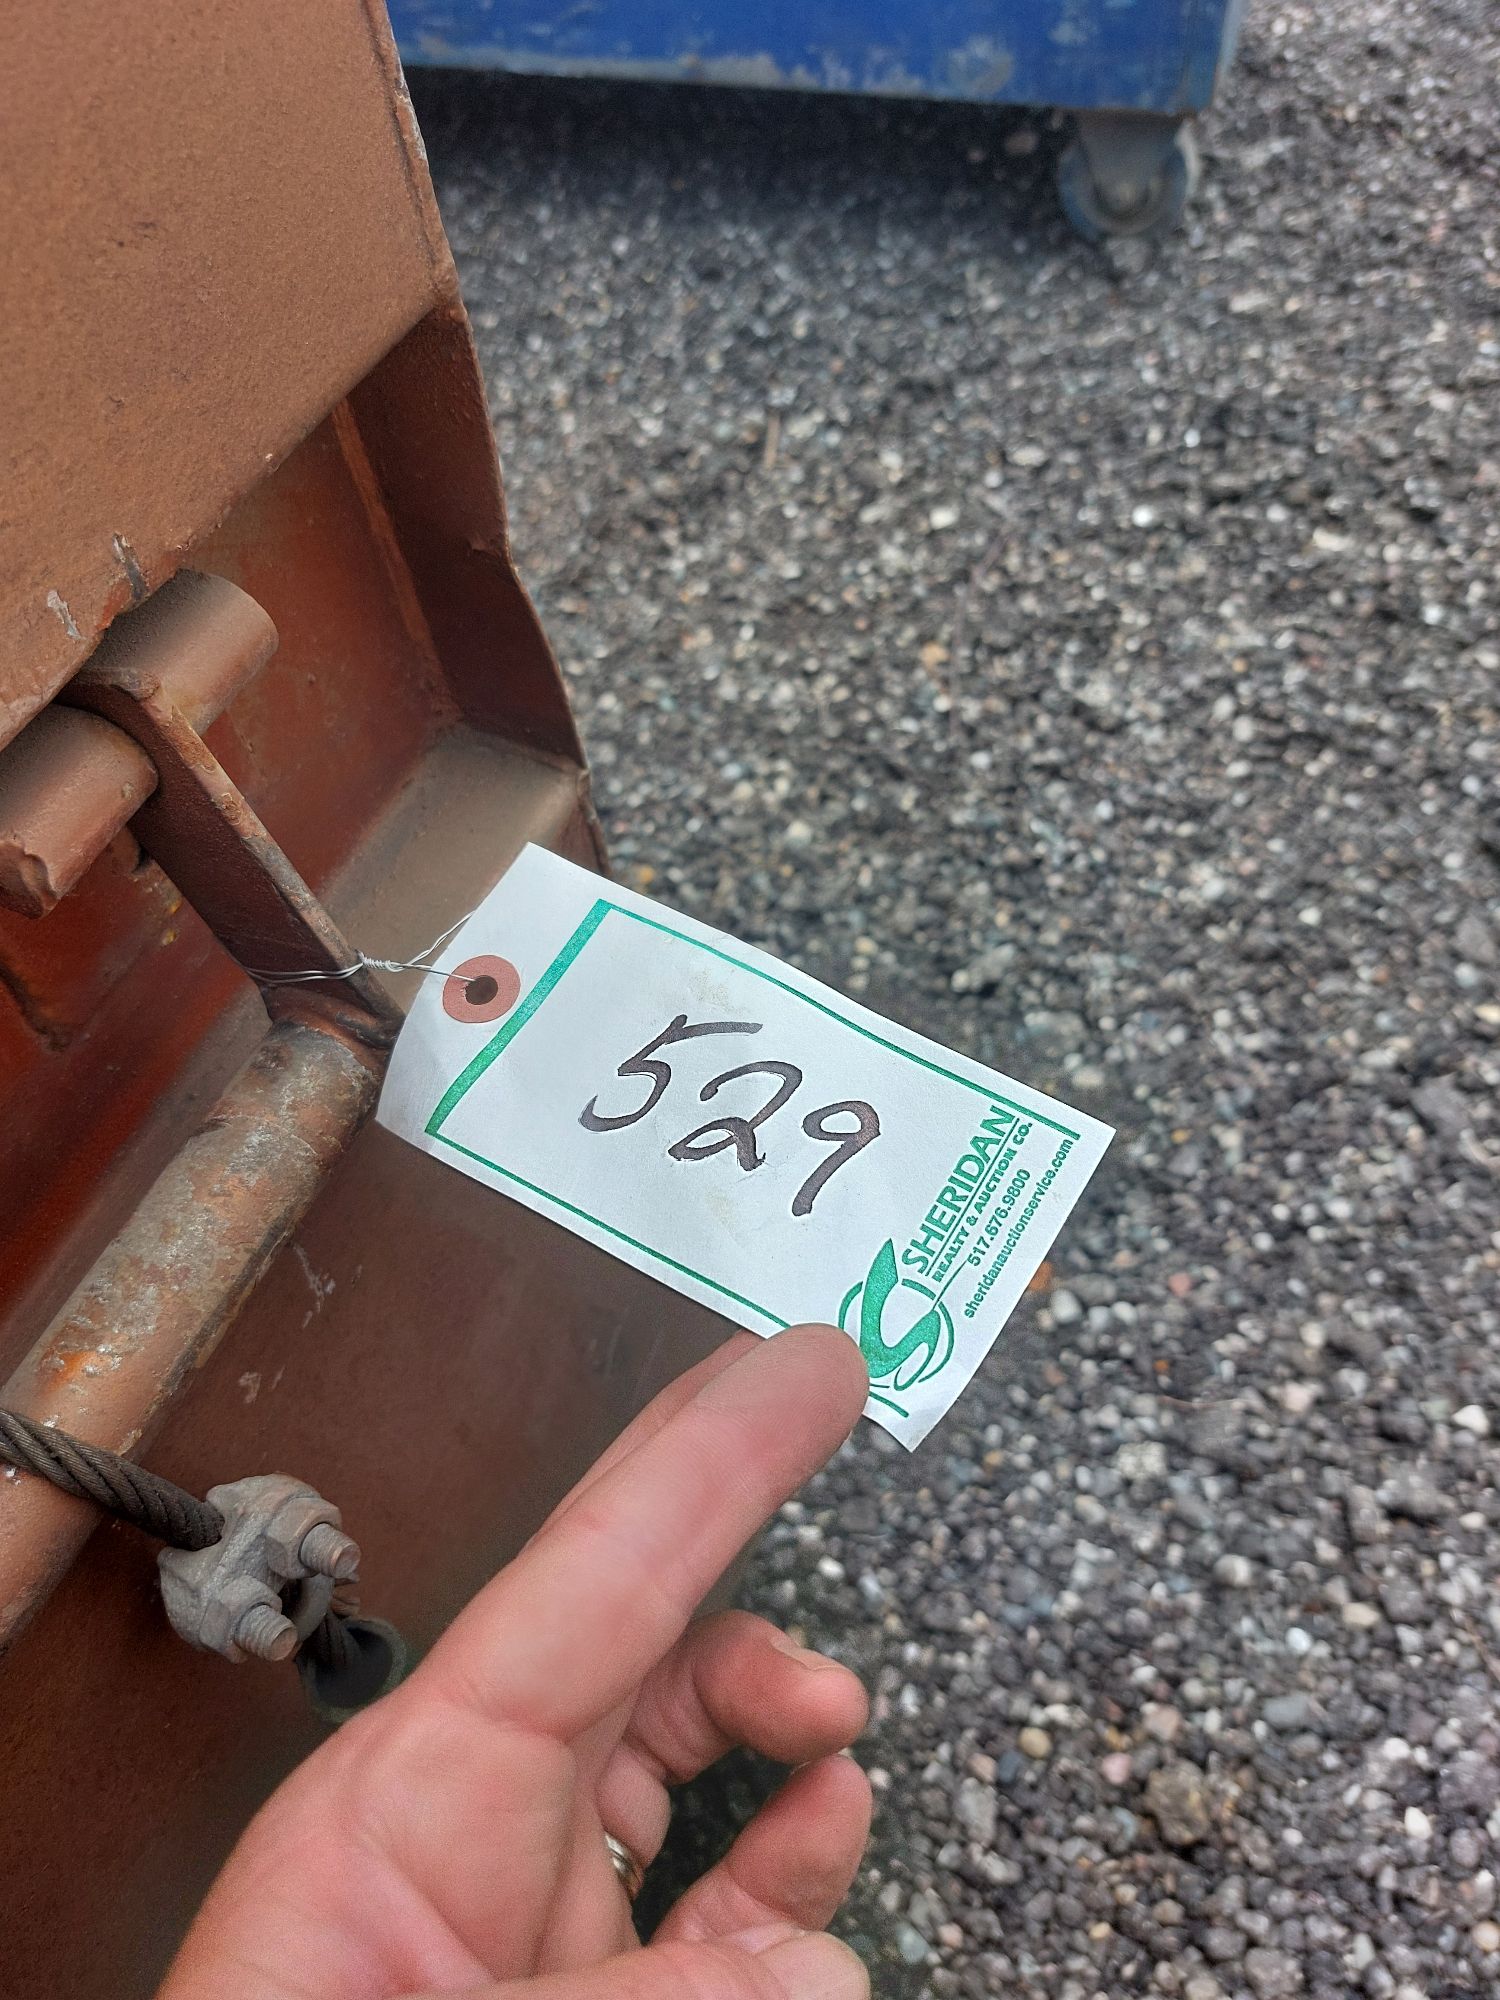 529
SHERIDAN
REALTY & AUCTION CO.
517.676.9800
sheridanauctionservice.com